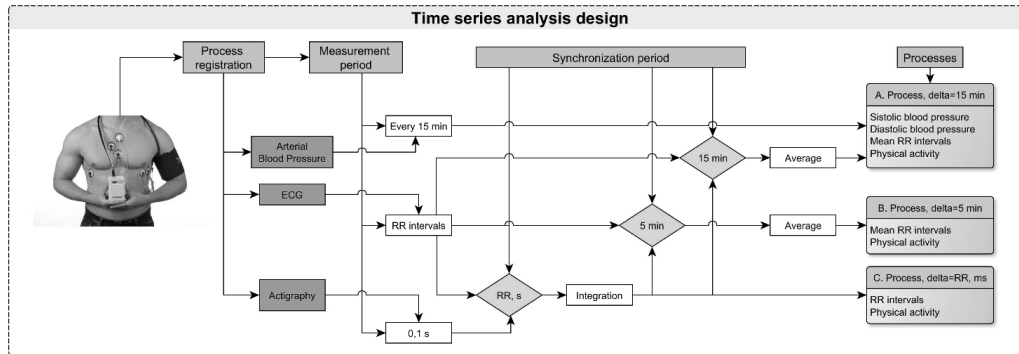 Time series analysis design
Process
registration
Measurement
period
Synchronization period
Processes
Every 15 min
Arterial
Blood Pressure
ECG
RR intervals
Actigraphy
0,1 s
RR, s
Integration
5 min
15 min
Average
Average
A. Process, delta=15 min
Sistolic blood pressure
Diastolic blood pressure
Mean RR intervals
Physical activity
B. Process, delta=5 min
Mean RR intervals
Physical activity
C. Process, delta=RR, ms
RR intervals
Physical activity